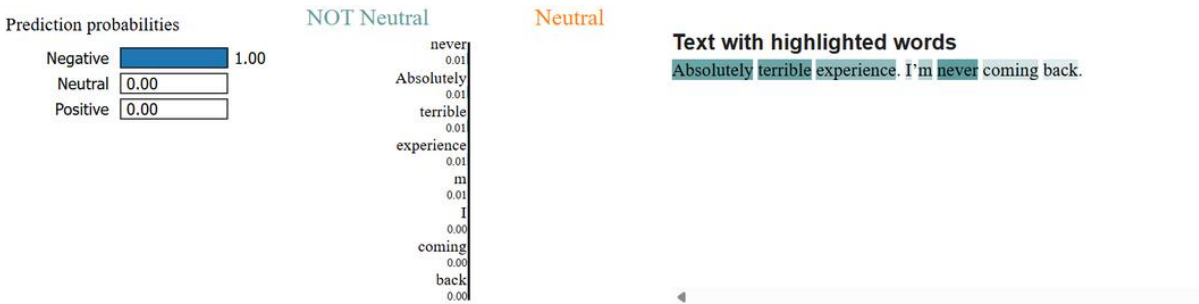 Prediction probabilities
Negative 1.00
Neutral 0.00
Positive 0.00
NOT Neutral Neutral
never
0.01
Absolutely
0.01
terrible
0.01
experience
0.01
m
0.01
I
0.00
coming
0.00
back
0.00
Text with highlighted words
Absolutely terrible experience. I’m never coming back.